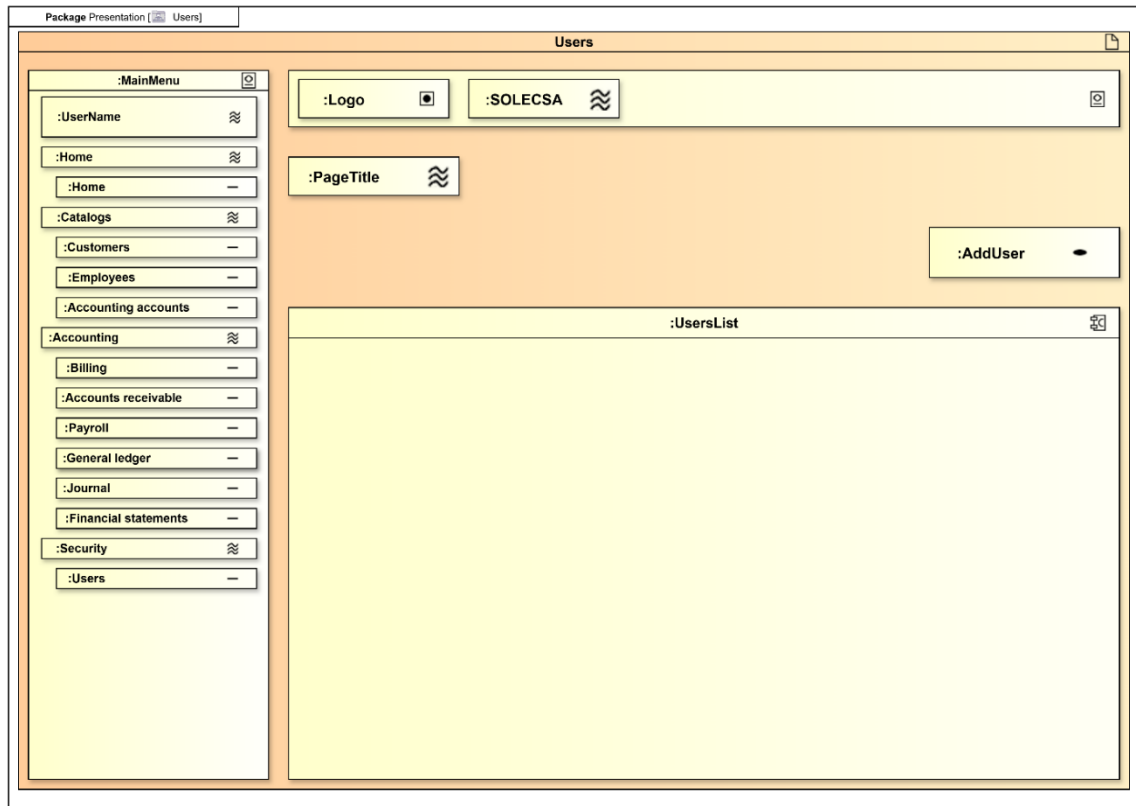 Package Presentation [ Users]
Users
:MainMenu
:UserName
:Home
:Home
:Catalogs
:Customers
:Employees
:Accounting accounts
:Accounting
:Billing
:Accounts receivable
:Payroll
:General ledger
:Journal
:Financial statements
:Security
:Users
:Logo
:SOLECSA
:PageTitle
:AddUser
:UsersList